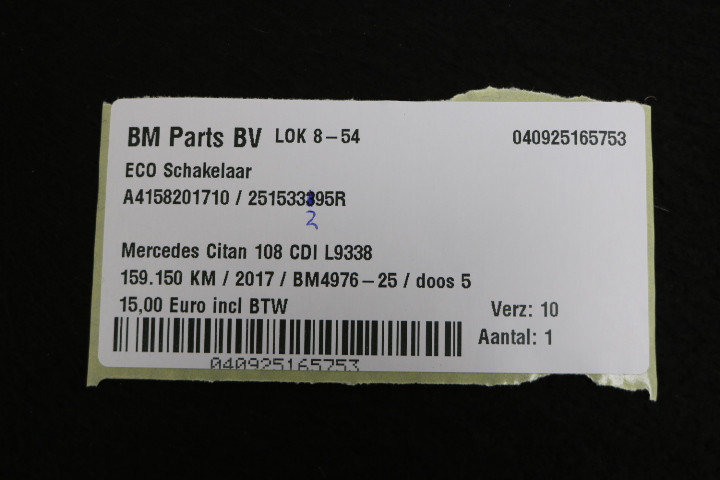 BM Parts BV LOK 8-54 040925165753
ECO Schakelaar
A4158201710 / 251533395R
2
Mercedes Citan 108 CDI L9338
159.150 KM / 2017 / BM4976-25 / doos 5
15,00 Euro incl BTW Verz: 10
Aantal: 1
040925165753